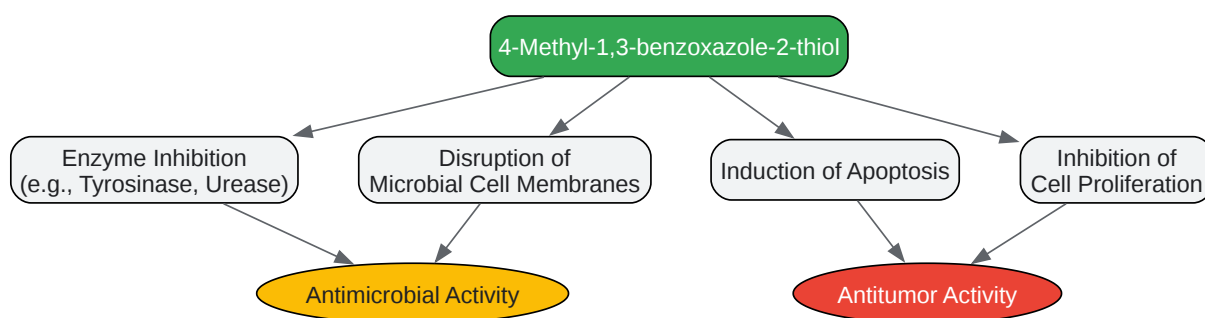 4-Methyl-1,3-benzoxazole-2-thiol
Enzyme Inhibition
(e.g., Tyrosinase, Urease)
Disruption of
Microbial Cell Membranes
Induction of Apoptosis
Inhibition of
Cell Proliferation
Antimicrobial Activity
Antitumor Activity